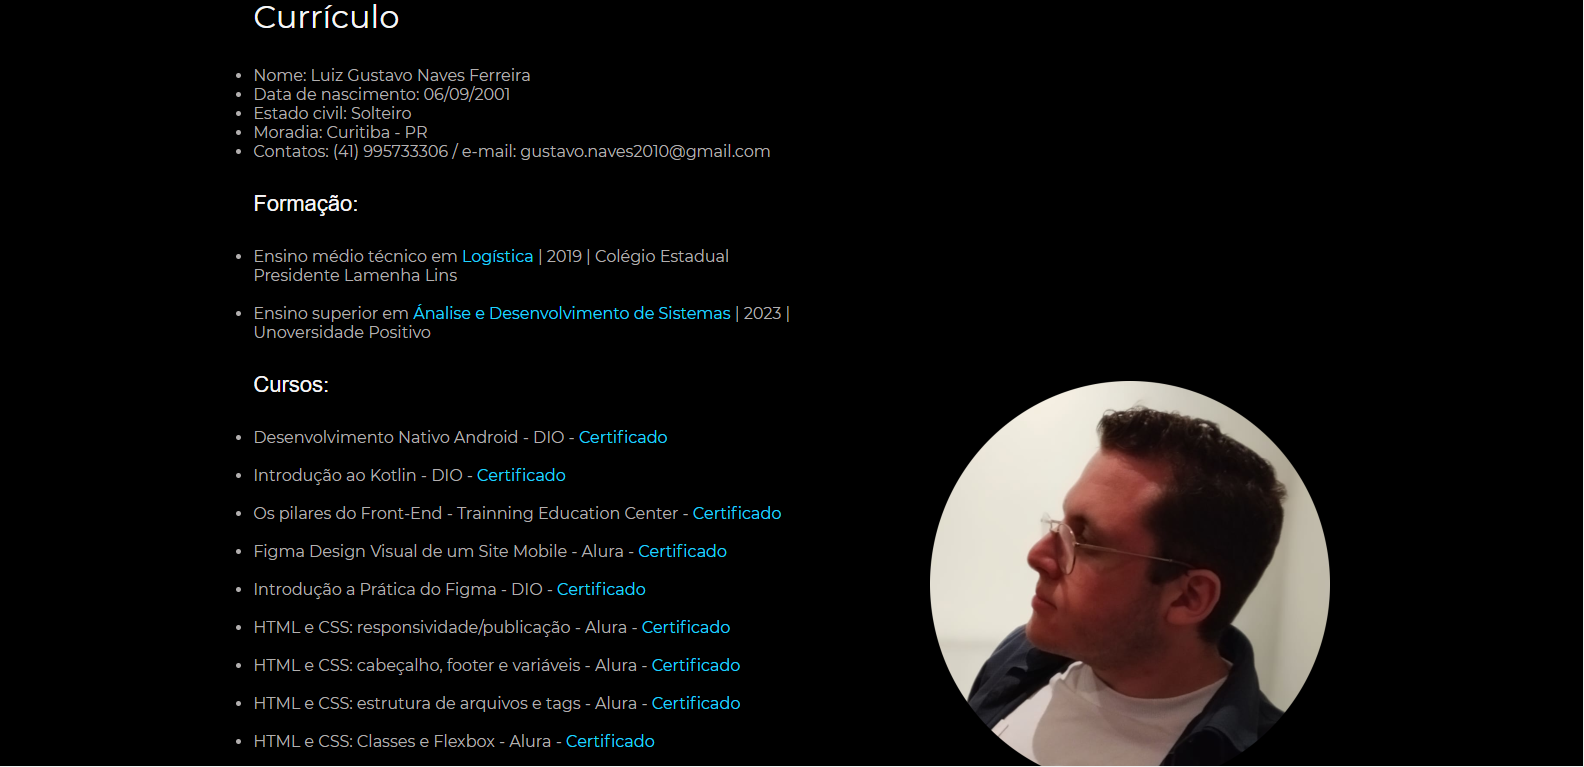 Currículo
Nome: Luiz Gustavo Naves Ferreira
Data de nascimento: 06/09/2001
Estado civil: Solteiro
Moradia: Curitiba - PR
Contatos: (41) 995733306 / e-mail: gustavo.naves2010@gmail.com
Formação:
Ensino médio técnico em Logística | 2019 | Colégio Estadual
Presidente Lamenha Lins
Ensino superior em Ánalise e Desenvolvimento de Sistemas | 2023 |
Unoversidade Positivo
Cursos:
Desenvolvimento Nativo Android - DIO - Certificado
Introdução ao Kotlin - DIO - Certificado
Os pilares do Front-End - Trainning Education Center - Certificado
Figma Design Visual de um Site Mobile - Alura - Certificado
Introdução a Prática do Figma - DIO - Certificado
HTML e CSS: responsividade/publicação - Alura - Certificado
HTML e CSS: cabeçalho, footer e variáveis - Alura - Certificado
HTML e CSS: estrutura de arquivos e tags - Alura - Certificado
HTML e CSS: Classes e Flexbox - Alura - Certificado